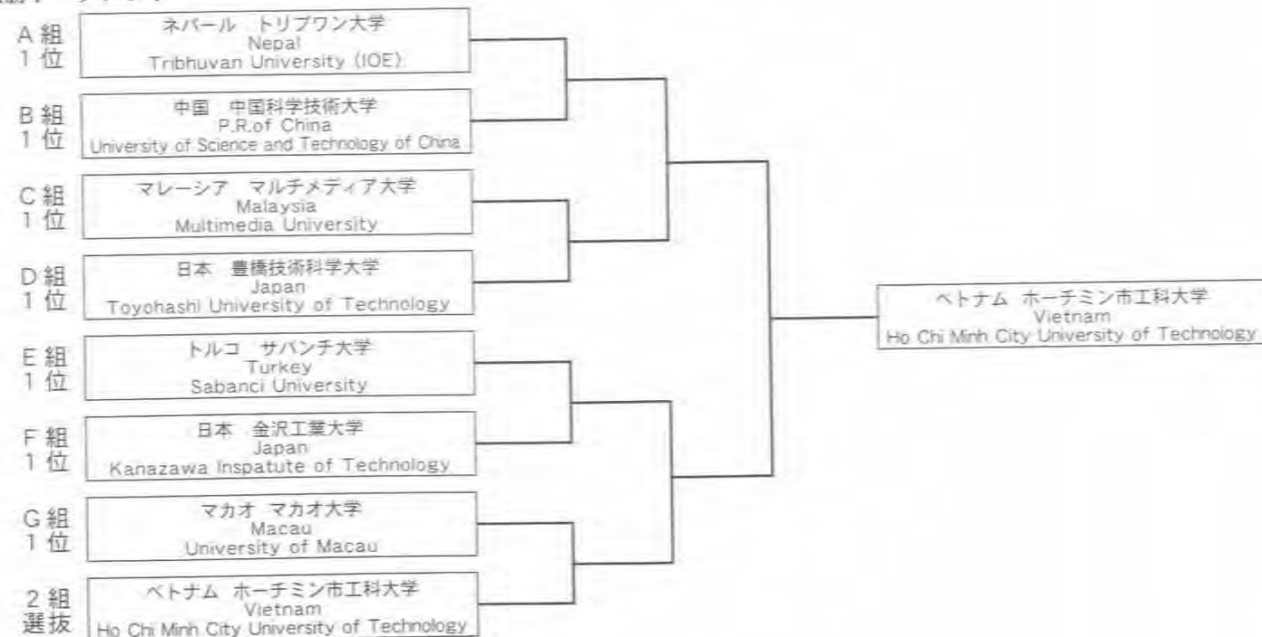 A組
1位
ネパール トリブワン大学
Nepal
Tribhuvan University (IOE)
B組
1位
中国 中国科学技術大学
P.R.of China
University of Science and Technology of China
C組
1位
マレーシア マルチメディア大学
Malaysia
Multimedia University
D組
1位
日本 豊橋技術科学大学
Japan
Toyohashi University of Technology
ベトナム ホーチミン市工科大学
Vietnam
Ho Chi Minh City University of Technology
E組
1位
トルコ サバンチ大学
Turkey
Sabanci University
F組
1位
日本 金沢工業大学
Japan
Kanazawa Inspatute of Technology
G組
1位
マカオ マカオ大学
Macau
University of Macau
2組
選抜
ベトナム ホーチミン市工科大学
Vietnam
Ho Chi Minh City University of Technology